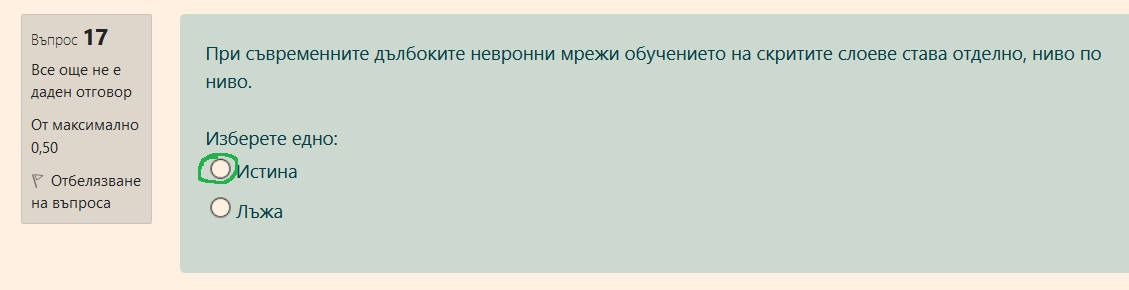 Въпрос 17
Все още не е
даден отговор
От максимално
0,50
Отбелязване
на въпроса
При съвременните дълбоките невронни мрежи обучението на скритите слоеве става отделно, ниво по
ниво.
Изберете едно:
Истина
Лъжа